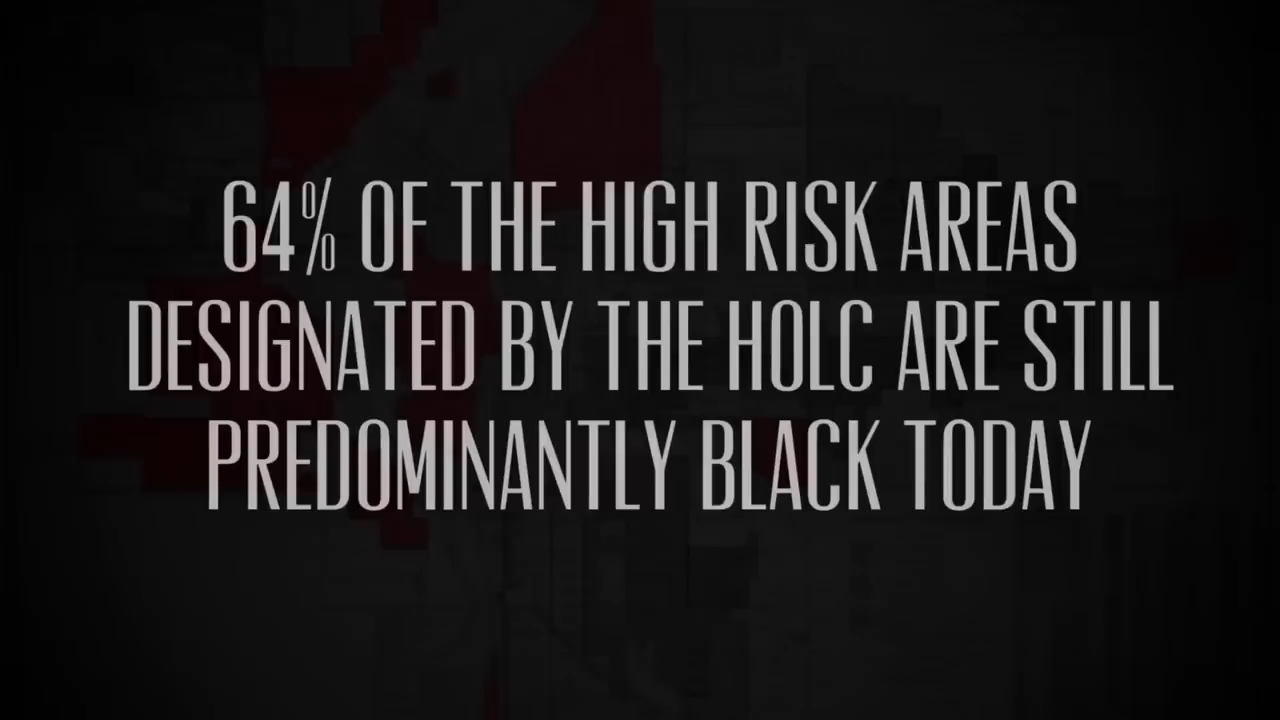 64% OF THE HIGH RISK AREAS
DESIGNATED BY THE HOLC ARE STILL
PREDOMINANTLY BLACK TODAY